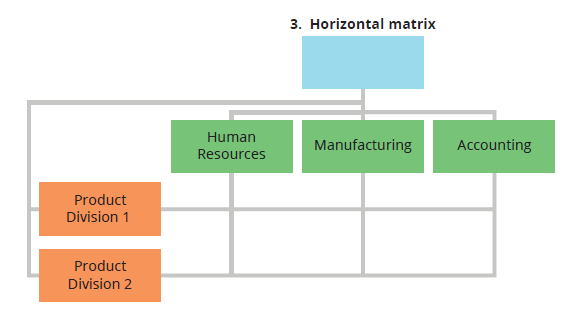 3. Horizontal matrix
Human
Resources
Manufacturing
Accounting
Product
Division 1
Product
Division 2